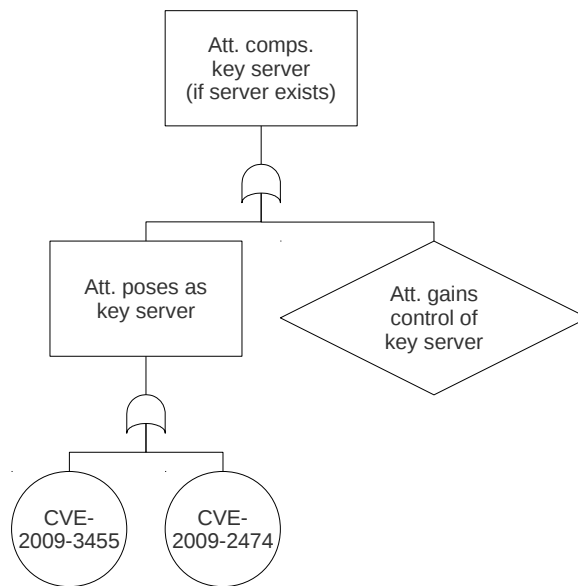 Att. comps.
key server
(if server exists)
Att. poses as
key server
Att. gains
control of
key server
CVE-
2009-3455
CVE-
2009-2474